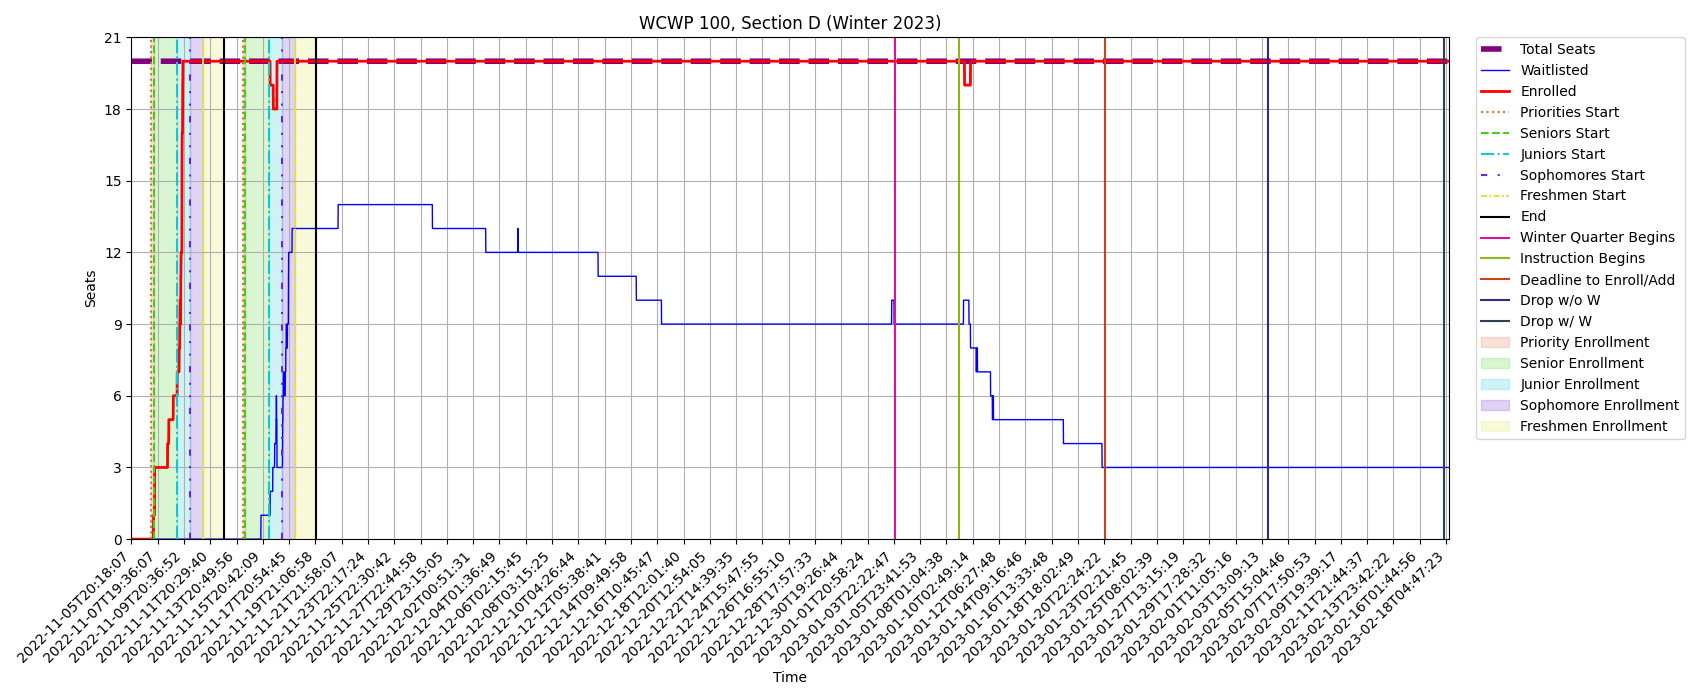 WCWP 100, Section D (Winter 2023)
Seats
21
18
15
12
9
6
3
0
2022-11-05T20:18:07
2022-11-07T19:36:07
2022-11-09T20:36:52
2022-11-11T20:29:40
2022-11-13T20:49:56
2022-11-15T20:42:09
2022-11-17T20:54:45
2022-11-19T21:06:58
2022-11-21T21:58:07
2022-11-23T22:17:24
2022-11-25T22:30:42
2022-11-27T22:44:58
2022-11-29T23:15:05
2022-12-02T00:51:31
2022-12-04T01:36:49
2022-12-06T02:15:45
2022-12-08T03:15:25
2022-12-10T04:26:44
2022-12-12T05:38:41
2022-12-14T09:49:58
2022-12-16T10:45:47
2022-12-18T12:01:40
2022-12-20T12:54:05
2022-12-22T14:39:35
2022-12-24T15:47:55
2022-12-26T16:55:10
2022-12-28T17:57:33
2022-12-30T19:26:44
2023-01-01T20:58:24
2023-01-03T22:22:47
2023-01-05T23:41:53
2023-01-08T01:04:38
2023-01-10T02:49:14
2023-01-12T06:27:48
2023-01-14T09:16:46
2023-01-16T13:33:48
2023-01-18T18:02:49
2023-01-20T22:24:22
2023-01-23T03:21:45
2023-01-25T08:02:39
2023-01-27T13:15:19
2023-01-29T17:28:32
2023-02-01T11:05:16
2023-02-03T13:09:13
2023-02-05T15:04:46
2023-02-07T17:50:53
2023-02-09T19:39:17
2023-02-11T21:44:37
2023-02-13T23:42:22
2023-02-16T01:44:56
2023-02-18T04:47:23
Time
Total Seats
Waitlisted
Enrolled
Priorities Start
Seniors Start
Juniors Start
Sophomores Start
Freshmen Start
End
Winter Quarter Begins
Instruction Begins
Deadline to Enroll/Add
Drop w/o W
Drop w/ W
Priority Enrollment
Senior Enrollment
Junior Enrollment
Sophomore Enrollment
Freshmen Enrollment